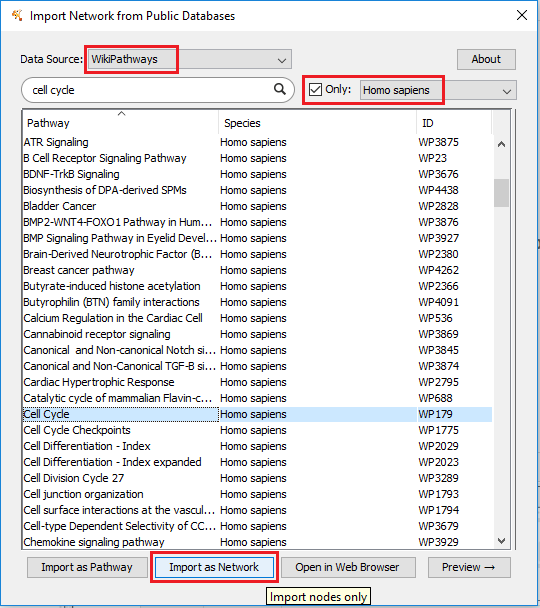 Import Network from Public Databases
Data Source: WikiPathways About
cell cycle Only: Homo sapiens
Pathway Species ID
ATR Signaling Homo sapiens WP3875
B Cell Receptor Signaling Pathway Homo sapiens WP23
BDNF-TrkB Signaling Homo sapiens WP3676
Biosynthesis of DPA-derived SPMs Homo sapiens WP4438
Bladder Cancer Homo sapiens WP2828
BMP2-WNT4-FOXO1 Pathway in Hum... Homo sapiens WP3876
BMP Signaling Pathway in Eyelid Devel... Homo sapiens WP3927
Brain-Derived Neurotrophic Factor (B... Homo sapiens WP2380
Breast cancer pathway Homo sapiens WP4262
Butyrate-induced histone acetylation Homo sapiens WP2366
Butyrophilin (BTN) family interactions Homo sapiens WP4091
Calcium Regulation in the Cardiac Cell Homo sapiens WP536
Cannabinoid receptor signaling Homo sapiens WP3869
Canonical and Non-canonical Notch si... Homo sapiens WP3845
Canonical and Non-Canonical TGF-B si... Homo sapiens WP3874
Cardiac Hypertrophic Response Homo sapiens WP2795
Catalytic cycle of mammalian Flavin-c... Homo sapiens WP688
Cell Cycle Homo sapiens WP179
Cell Cycle Checkpoints Homo sapiens WP1775
Cell Differentiation - Index Homo sapiens WP2029
Cell Differentiation - Index expanded Homo sapiens WP2023
Cell Division Cycle 27 Homo sapiens WP3289
Cell junction organization Homo sapiens WP1793
Cell surface interactions at the vascul... Homo sapiens WP1794
Cell-type Dependent Selectivity of CC... Homo sapiens WP3679
Chemokine signaling pathway Homo sapiens WP3929
Import as Pathway Import as Network Open in Web Browser Preview →
Import nodes only